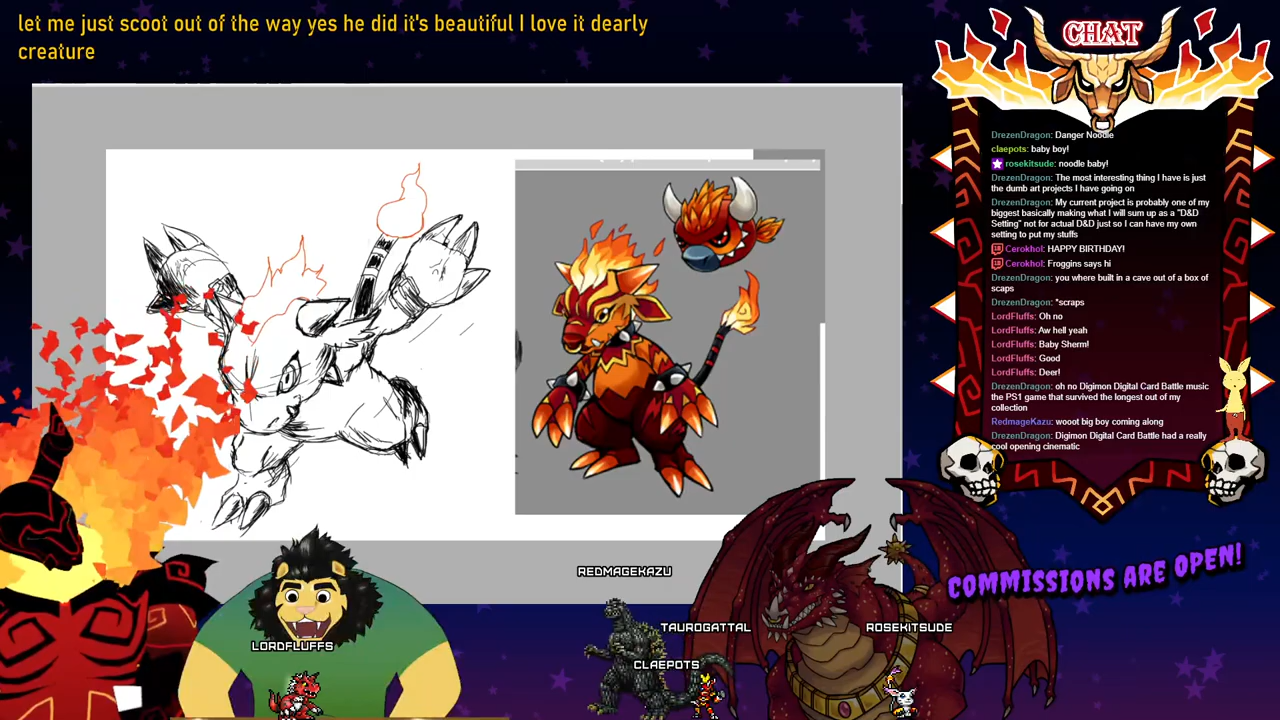 let me just scoot out of the way yes he did it's beautiful I love it dearly
creature
CHAT
DrezenDragon: Danger Noodle
claepots: baby boy!
rosekitsude: noodle baby!
DrezenDragon: The most interesting thing I have is just
the dumb art projects I have going on
DrezenDragon: My current project is probably one of my
biggest basically making what I will sum up as a "D&D
Setting" not for actual D&D just so I can have my own
setting to put my stuffs
Cerokhol: HAPPY BIRTHDAY!
Cerokhol: Froggins says hi
DrezenDragon: you where built in a cave out of a box of
scaps
DrezenDragon: *scraps
LordFluffs: Oh no
LordFluffs: Aw hell yeah
LordFluffs: Baby Sherm!
LordFluffs: Good
LordFluffs: Deer!
DrezenDragon: oh no Digimon Digital Card Battle music
the PS1 game that survived the longest out of my
collection
RedmageKazu: wooot big boy coming along
DrezenDragon: Digimon Digital Card Battle had a really
cool opening cinematic
COMMISSIONS ARE OPEN!
REDMAGEKAZU
TAUROGATTAL
ROSEKITSUDE
LORDFLUFFS
CLAEPOTS